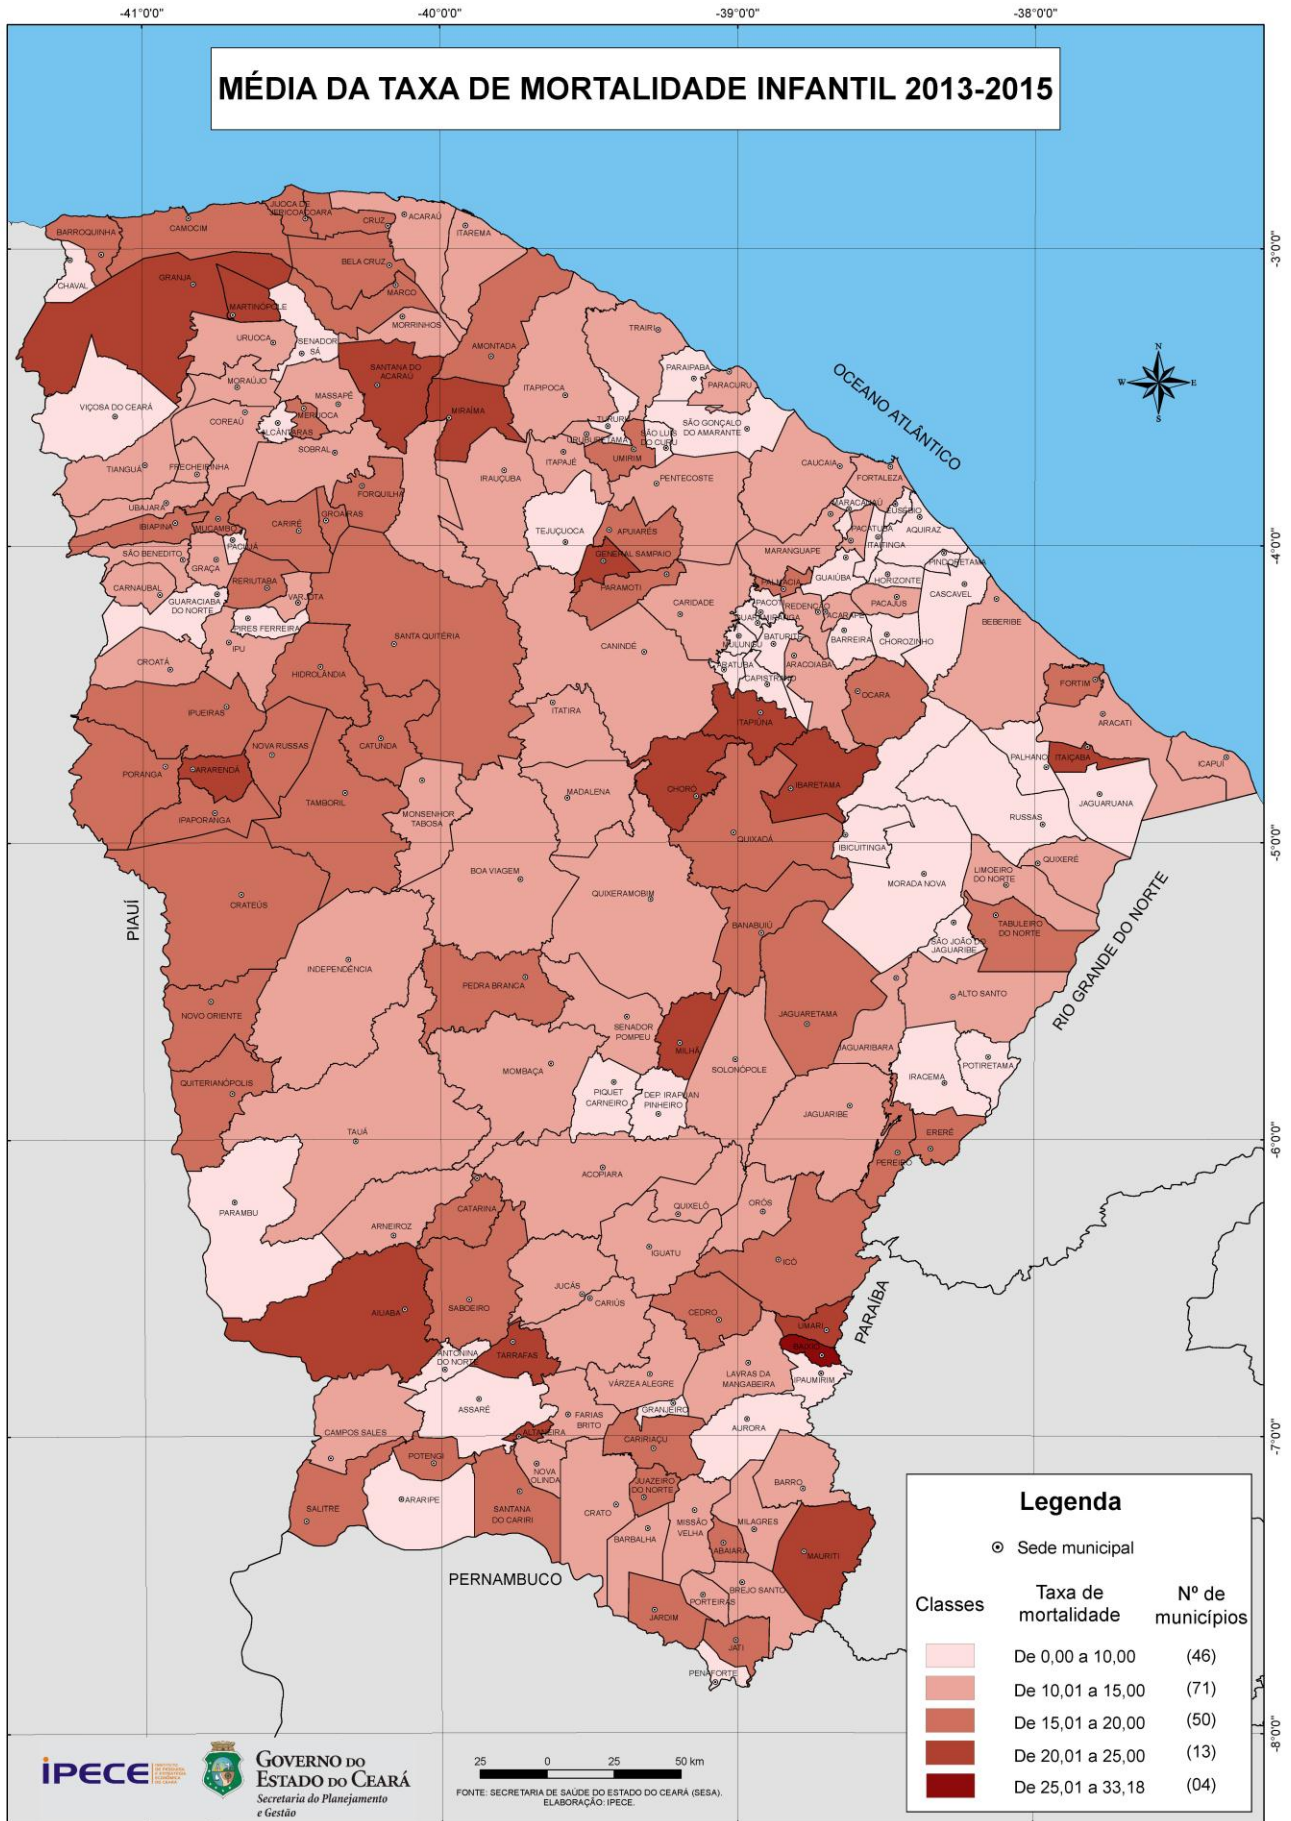 -41°0'0"
-40°0'0"
-39°0'0"
-38°0'0"
MÉDIA DA TAXA DE MORTALIDADE INFANTIL 2013-2015
JIJOCA DE
JERICOACOARA
CRUZ
ACARAÚ
BARROQUINHA
CAMOCIM
ITAREMA
-3°0'0"
BELA CRUZ
CHAVAL
GRANJA
MARCO
MARTINÓPOLE
MORRINHOS
TRAIRI
URUOCA
SENADOR
SÁ
AMONTADA
OCEANO ATLÂNTICO
N
W
E
S
PARAIPABA
SANTANA DO
ACARAÚ
MORAÚJO
ITAPIPOCA
PARACURU
MASSAPÊ
VIÇOSA DO CEARÁ
MERUOCA
MIRAÍMA
COREAÚ
TURURU
SÃO GONÇALO
DO AMARANTE
ALCÂNTARAS
SÃO LUIS
DO CURU
URUBURETAMA
SOBRAL
UMIRIM
ITAPAJÉ
TIANGUÁ
FRECHEIRINHA
CAUCAIA
FORTALEZA
IRAUÇUBA
PENTECOSTE
FORQUILHA
UBAJARA
MARACANAÚ
EUSÉBIO
IBIAPINA
MUCAMBO
CARIRÉ
GROAÍRAS
TEJUÇUOCA
APUIARÉS
PACATUBA
AQUIRAZ
ITAITINGA
PACUJÁ
-4°0'0"
SÃO BENEDITO
GRAÇA
GENERAL SAMPAIO
MARANGUAPE
PINDORETAMA
GUAIÚBA
HORIZONTE
CARNAUBAL
RERIUTABA
PARAMOTI
PALMÁCIA
CASCAVEL
GUARACIABA
DO NORTE
VARJOTA
CARIDADE
PACOTI
REDENÇÃO
PACAJUS
ACARAPE
BEBERIBE
GUARAMIRANGA
PIRES FERREIRA
SANTA QUITÉRIA
MULUNGU
BATURITÉ
BARREIRA
CHOROZINHO
IPU
CANINDÉ
ARATUBA
ARACOIABA
CROATÁ
HIDROLÂNDIA
CAPISTRANO
OCARA
FORTIM
IPUEIRAS
ITATIRA
ITAPIÚNA
ARACATI
NOVA RUSSAS
CATUNDA
PORANGA
ARARENDÁ
PALHANO
ITAIÇABA
ICAPUÍ
CHORÓ
IBARETAMA
TAMBORIL
MONSENHOR
TABOSA
MADALENA
JAGUARUANA
IPAPORANGA
RUSSAS
QUIXADÁ
IBICUITINGA
-5°0'0"
BOA VIAGEM
QUIXERÉ
LIMOEIRO
DO NORTE
MORADA NOVA
CRATEÚS
QUIXERAMOBIM
PIAUÍ
RIO GRANDE DO NORTE
BANABUIÚ
TABULEIRO
DO NORTE
SÃO JOÃO DO
JAGUARIBE
INDEPENDÊNCIA
PEDRA BRANCA
ALTO SANTO
NOVO ORIENTE
SENADOR
POMPEU
JAGUARETAMA
MILHÃ
JAGUARIBARA
SOLONÓPOLE
POTIRETAMA
MOMBAÇA
IRACEMA
QUITERIANÓPOLIS
PIQUET
CARNEIRO
DEP. IRAPUAN
PINHEIRO
JAGUARIBE
TAUÁ
-6°0'0"
ERERÊ
PEREIRO
ACOPIARA
PARAMBU
CATARINA
QUIXELÔ
ORÓS
ARNEIROZ
IGUATU
ICÓ
JUCÁS
CARIÚS
AIUABA
SABOEIRO
CEDRO
PARAÍBA
UMARI
BAIXIO
ANTONINA
DO NORTE
TARRAFAS
LAVRAS DA
MANGABEIRA
IPAUMIRIM
VÁRZEA ALEGRE
ASSARÉ
GRANJEIRO
FARIAS
BRITO
AURORA
CAMPOS SALES
ALTANEIRA
CARIRIAÇU
-7°0'0"
POTENGI
NOVA
OLINDA
JUAZEIRO
DO NORTE
BARRO
SALITRE
ARARIPE
SANTANA
DO CARIRI
CRATO
MISSÃO
VELHA
MILAGRES
BARBALHA
ABAIARA
MAURITI
PERNAMBUCO
BREJO SANTO
PORTEIRAS
JARDIM
JATI
PENAFORTE
-8°0'0"
Legenda
Sede municipal
Classes
Taxa de
mortalidade
Nº de
municípios
De 0,00 a 10,00 (46)
De 10,01 a 15,00 (71)
De 15,01 a 20,00 (50)
De 20,01 a 25,00 (13)
De 25,01 a 33,18 (04)
iPECE
GOVERNO DO
ESTADO DO CEARÁ
Secretaria do Planejamento
e Gestão
25 0 25 50 km
FONTE: SECRETARIA DE SAÚDE DO ESTADO DO CEARÁ (SESA).
ELABORAÇÃO: IPECE.